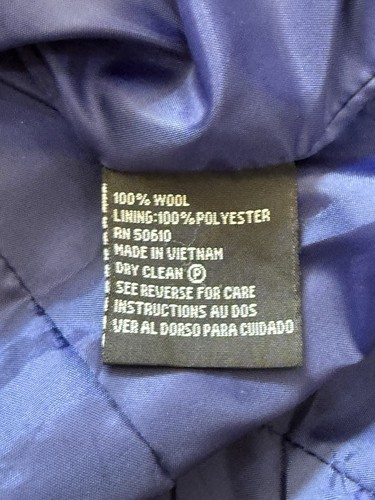 100% WOOL
LINING:100%POLYESTER
RN 50610
MADE IN VIETNAM
DRY CLEAN Ⓟ
SEE REVERSE FOR CARE
INSTRUCTIONS AU DOS
VER AL DORSO PARA CUIDADO